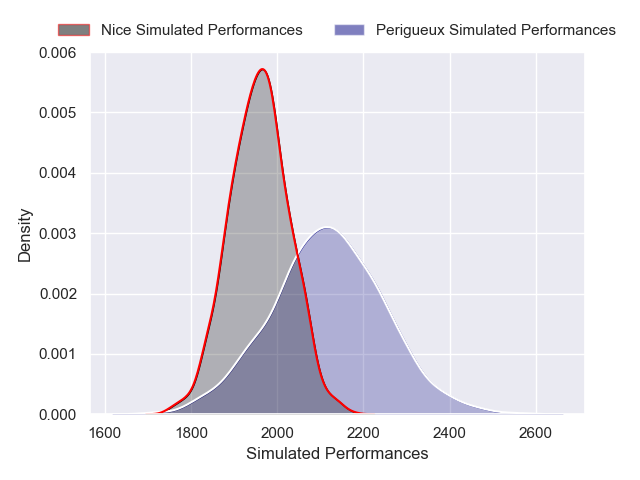 Nice Simulated Performances Perigueux Simulated Performances
0.006
0.005
0.004
0.003
0.002
0.001
0.000
Density
1600 1800 2000 2200 2400 2600
Simulated Performances